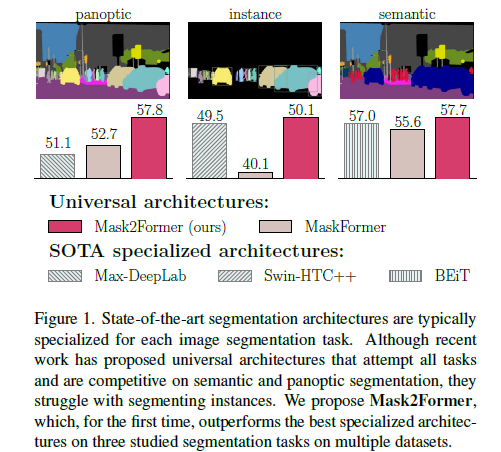 panoptic instance semantic
51.1 52.7 57.8 49.5 40.1 50.1 57.0 55.6 57.7
Universal architectures:
Mask2Former (ours) MaskFormer
SOTA specialized architectures:
Max-DeepLab Swin-HTC++ BEiT
Figure 1. State-of-the-art segmentation architectures are typically
specialized for each image segmentation task. Although recent
work has proposed universal architectures that attempt all tasks
and are competitive on semantic and panoptic segmentation, they
struggle with segmenting instances. We propose Mask2Former,
which, for the first time, outperforms the best specialized architec-
tures on three studied segmentation tasks on multiple datasets.